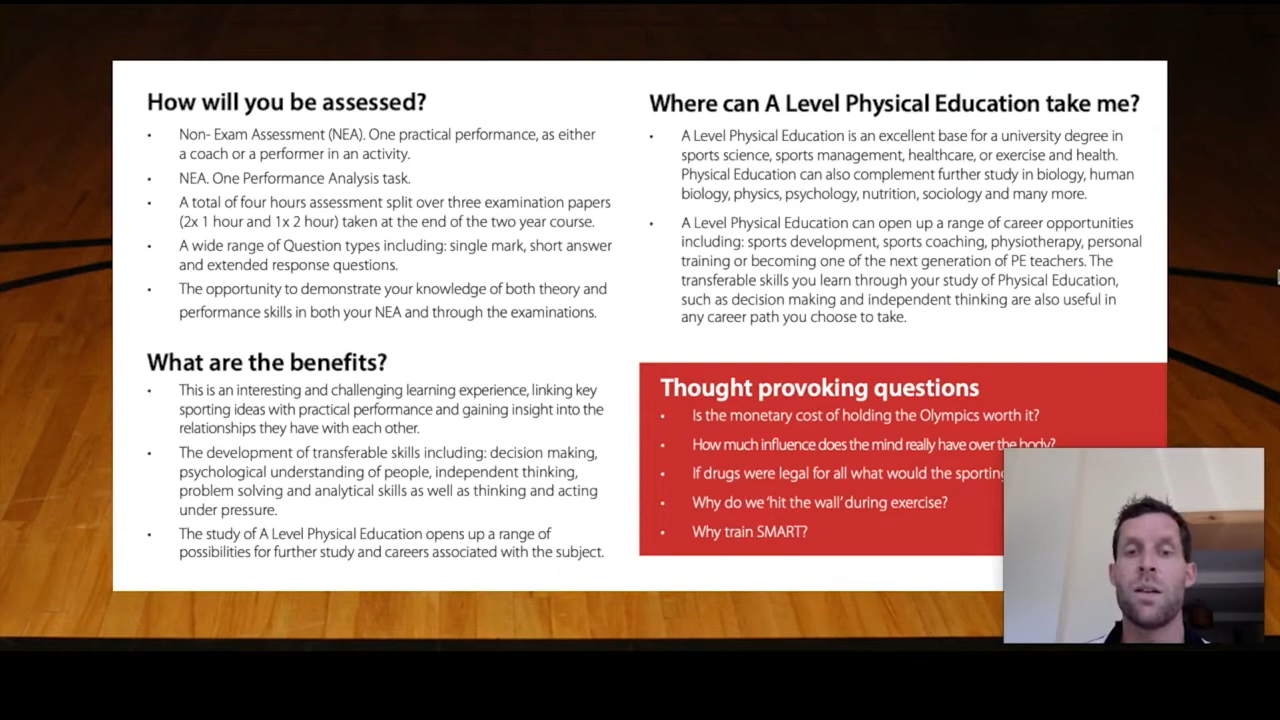 How will you be assessed?
• Non- Exam Assessment (NEA). One practical performance, as either
a coach or a performer in an activity.
• NEA. One Performance Analysis task.
• A total of four hours assessment split over three examination papers
(2x 1 hour and 1x 2 hour) taken at the end of the two year course.
• A wide range of Question types including: single mark, short answer
and extended response questions.
• The opportunity to demonstrate your knowledge of both theory and
performance skills in both your NEA and through the examinations.
What are the benefits?
• This is an interesting and challenging learning experience, linking key
sporting ideas with practical performance and gaining insight into the
relationships they have with each other.
• The development of transferable skills including: decision making,
psychological understanding of people, independent thinking,
problem solving and analytical skills as well as thinking and acting
under pressure.
• The study of A Level Physical Education opens up a range of
possibilities for further study and careers associated with the subject.
Where can A Level Physical Education take me?
• A Level Physical Education is an excellent base for a university degree in
sports science, sports management, healthcare, or exercise and health.
Physical Education can also complement further study in biology, human
biology, physics, psychology, nutrition, sociology and many more.
• A Level Physical Education can open up a range of career opportunities
including: sports development, sports coaching, physiotherapy, personal
training or becoming one of the next generation of PE teachers. The
transferable skills you learn through your study of Physical Education,
such as decision making and independent thinking are also useful in
any career path you choose to take.
Thought provoking questions
• Is the monetary cost of holding the Olympics worth it?
• How much influence does the mind really have over the body?
• If drugs were legal for all what would the sporting
• Why do we 'hit the wall' during exercise?
• Why train SMART?